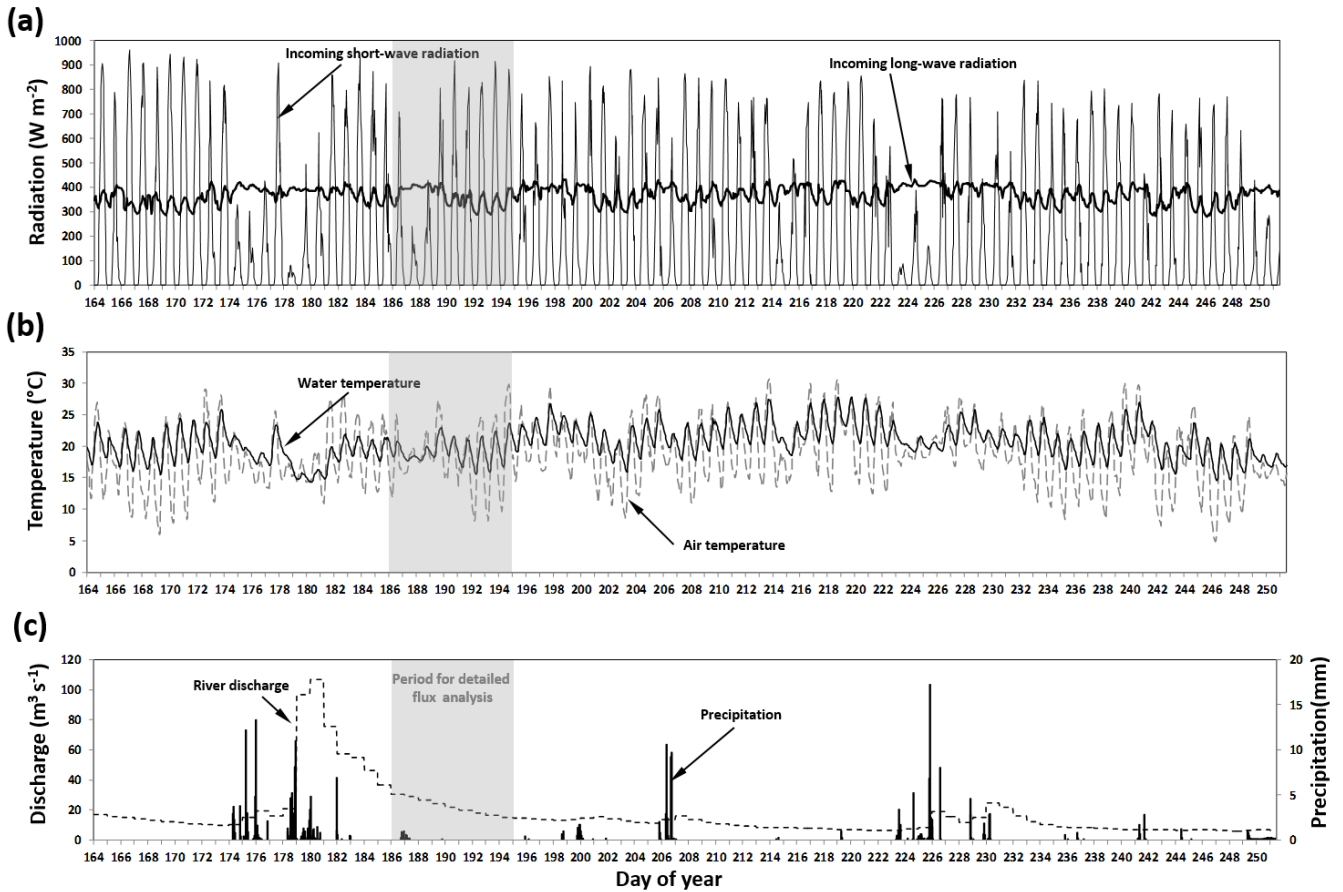 (a)
1000
900
800
700
600
500
400
300
200
100
0
Radiation (W m-2)
Incoming short-wave radiation
Incoming long-wave radiation
164 166 168 170 172 174 176 178 180 182 184 186 188 190 192 194 196 198 200 202 204 206 208 210 212 214 216 218 220 222 224 226 228 230 232 234 236 238 240 242 244 246 248 250
(b)
35
30
25
20
15
10
5
0
Temperature (°C)
Water temperature
Air temperature
164 166 168 170 172 174 176 178 180 182 184 186 188 190 192 194 196 198 200 202 204 206 208 210 212 214 216 218 220 222 224 226 228 230 232 234 236 238 240 242 244 246 248 250
(c)
120
100
80
60
40
20
0
Discharge (m3 s-1)
River discharge
Period for detailed
flux analysis
Precipitation
20
15
10
5
0
Precipitation(mm)
164 166 168 170 172 174 176 178 180 182 184 186 188 190 192 194 196 198 200 202 204 206 208 210 212 214 216 218 220 222 224 226 228 230 232 234 236 238 240 242 244 246 248 250
Day of year